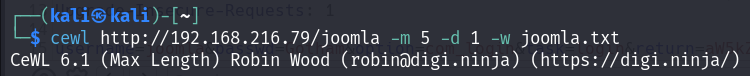 ┌──(kali㉿kali)-[~]
└─$ cewl http://192.168.216.79/joomla -m 5 -d 1 -w joomla.txt
CeWL 6.1 (Max Length) Robin Wood (robin@digi.ninja) (https://digi.ninja/)